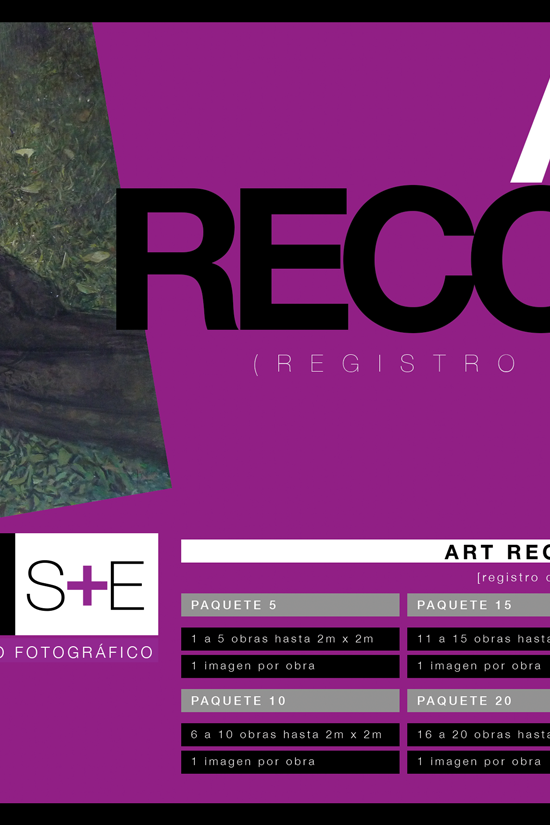 RECO
(REGISTRO
S+E
FOTOGRÁFICO
ART REC
[registro
PAQUETE 5
1 a 5 obras hasta 2m x 2m
1 imagen por obra
PAQUETE 15
11 a 15 obras hasta
1 imagen por obra
PAQUETE 10
6 a 10 obras hasta 2m x 2m
1 imagen por obra
PAQUETE 20
16 a 20 obras hasta
1 imagen por obra